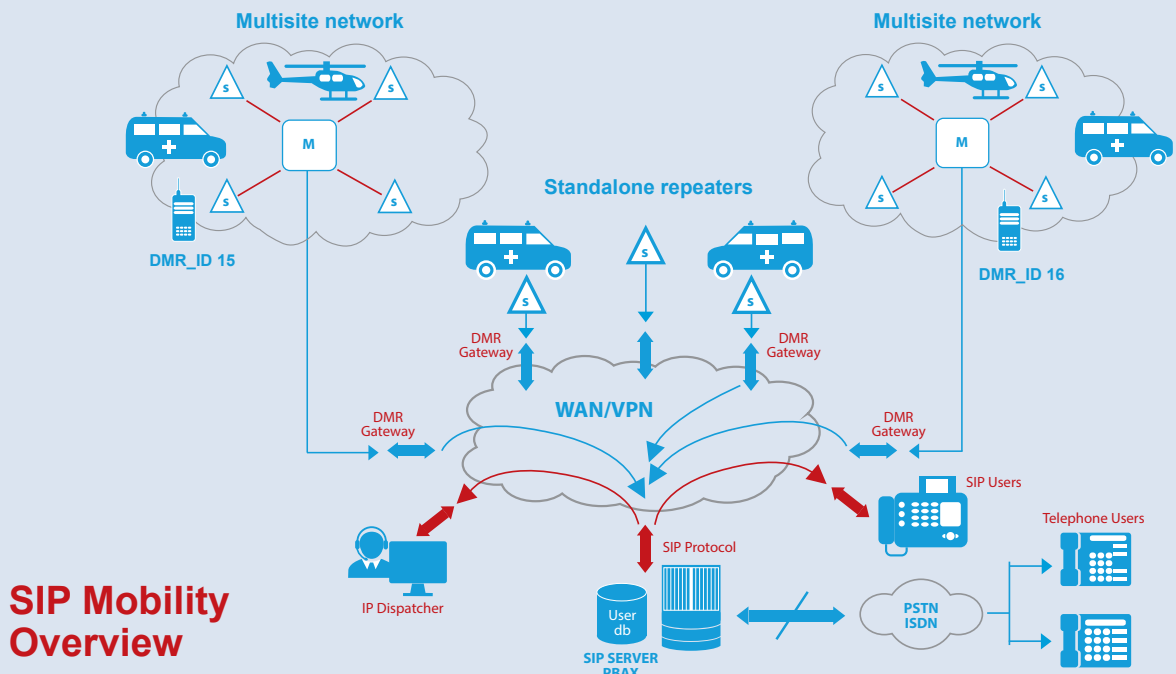 Multisite network
Multisite network
s
s
M
s
s
s
s
M
s
s
DMR_ID 15
DMR_ID 16
Standalone repeaters
s
s
s
DMR
Gateway
DMR
Gateway
WAN/VPN
DMR
Gateway
DMR
Gateway
SIP Users
Telephone Users
SIP Protocol
IP Dispatcher
User
db
SIP SERVER
PBAX
PSTN
ISDN
SIP Mobility
Overview